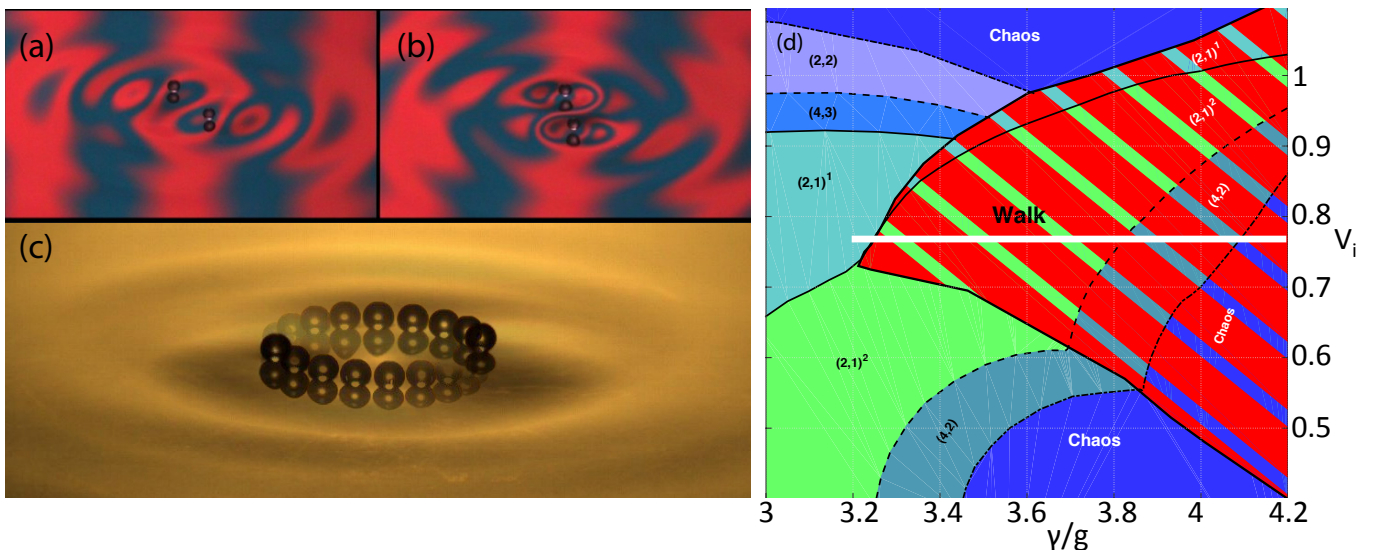 (a)
(b)
(c)
(d)
Chaos
(2,2)
(4,3)
(2,1)¹
(2,1)¹
(2,1)²
(4,2)
Walk
(2,1)²
(4,2)
Chaos
Chaos
1
0.9
0.8
0.7
0.6
0.5
Vᵢ
3
3.2
3.4
3.6
3.8
4
4.2
γ/g